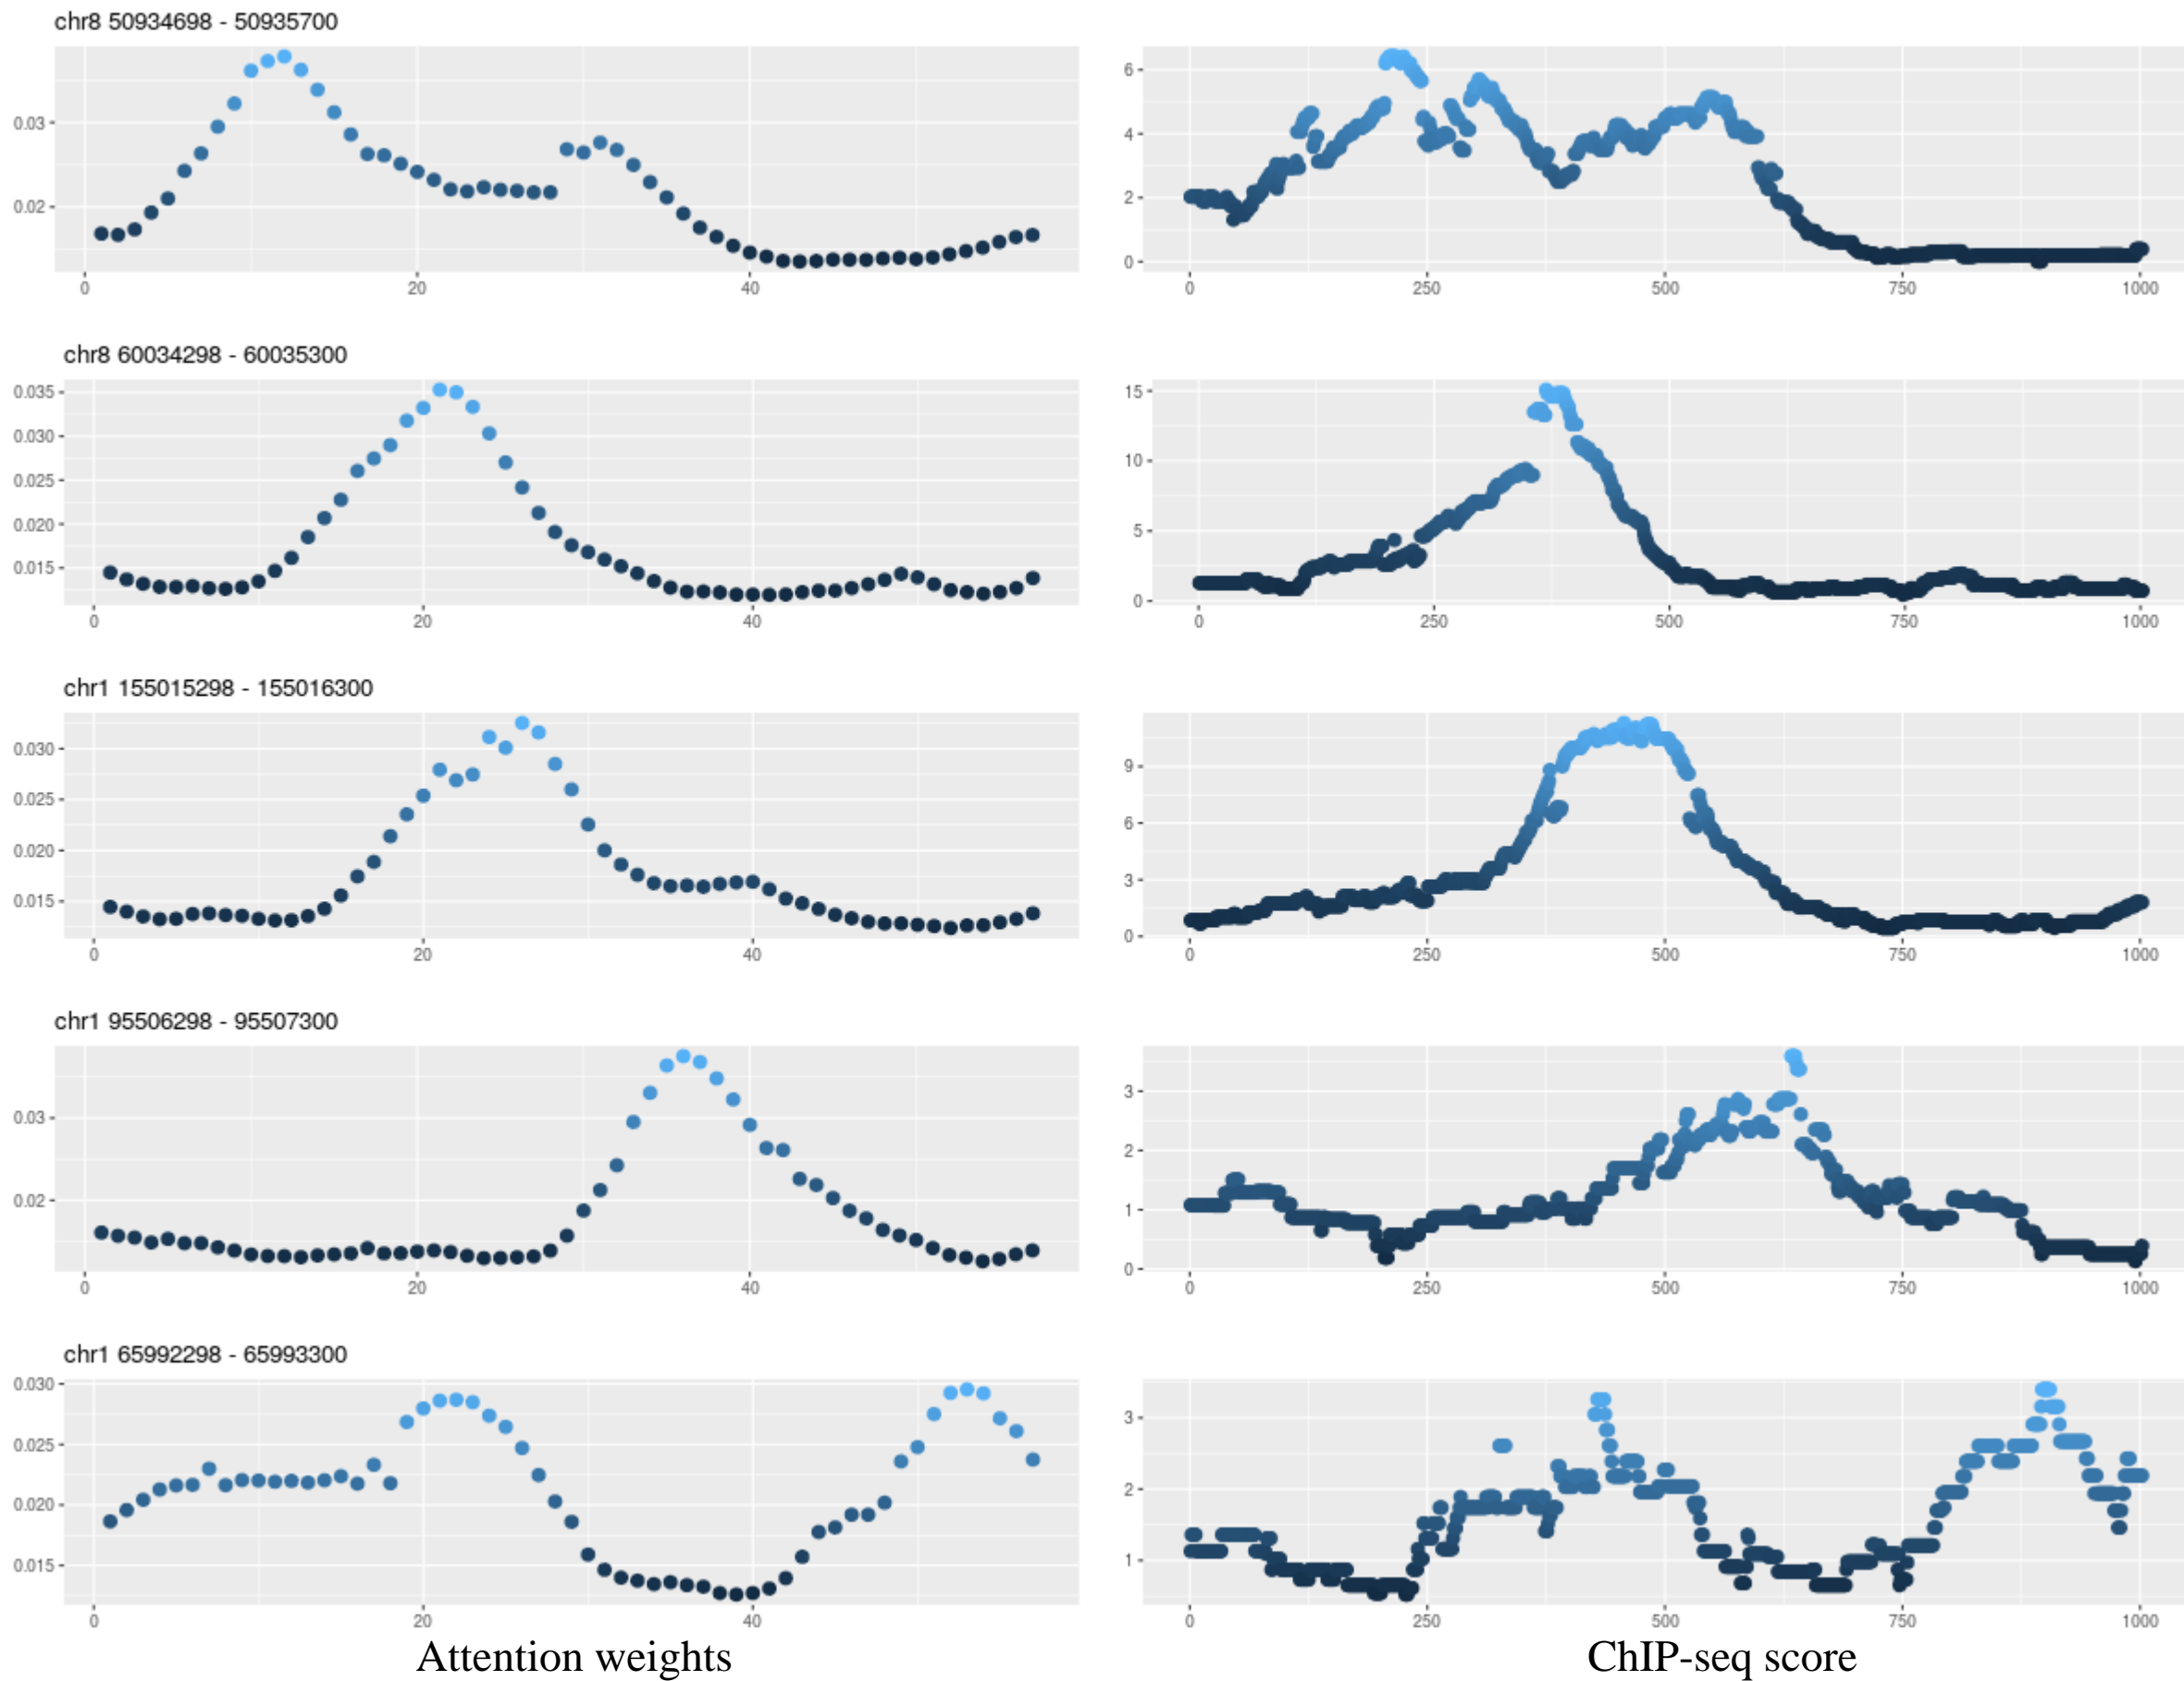 chr8 50934698 - 50935700
0.03
0.02
0 20 40
6
4
2
0
0 250 500 750 1000
chr8 60034298 - 60035300
0.035
0.030
0.025
0.020
0.015
0 20 40
15
10
5
0
0 250 500 750 1000
chr1 155015298 - 155016300
0.030
0.025
0.020
0.015
0 20 40
9
6
3
0
0 250 500 750 1000
chr1 95506298 - 95507300
0.03
0.02
0 20 40
3
2
1
0
0 250 500 750 1000
chr1 65992298 - 65993300
0.030
0.025
0.020
0.015
0 20 40
3
2
1
0 250 500 750 1000
Attention weights
ChIP-seq score